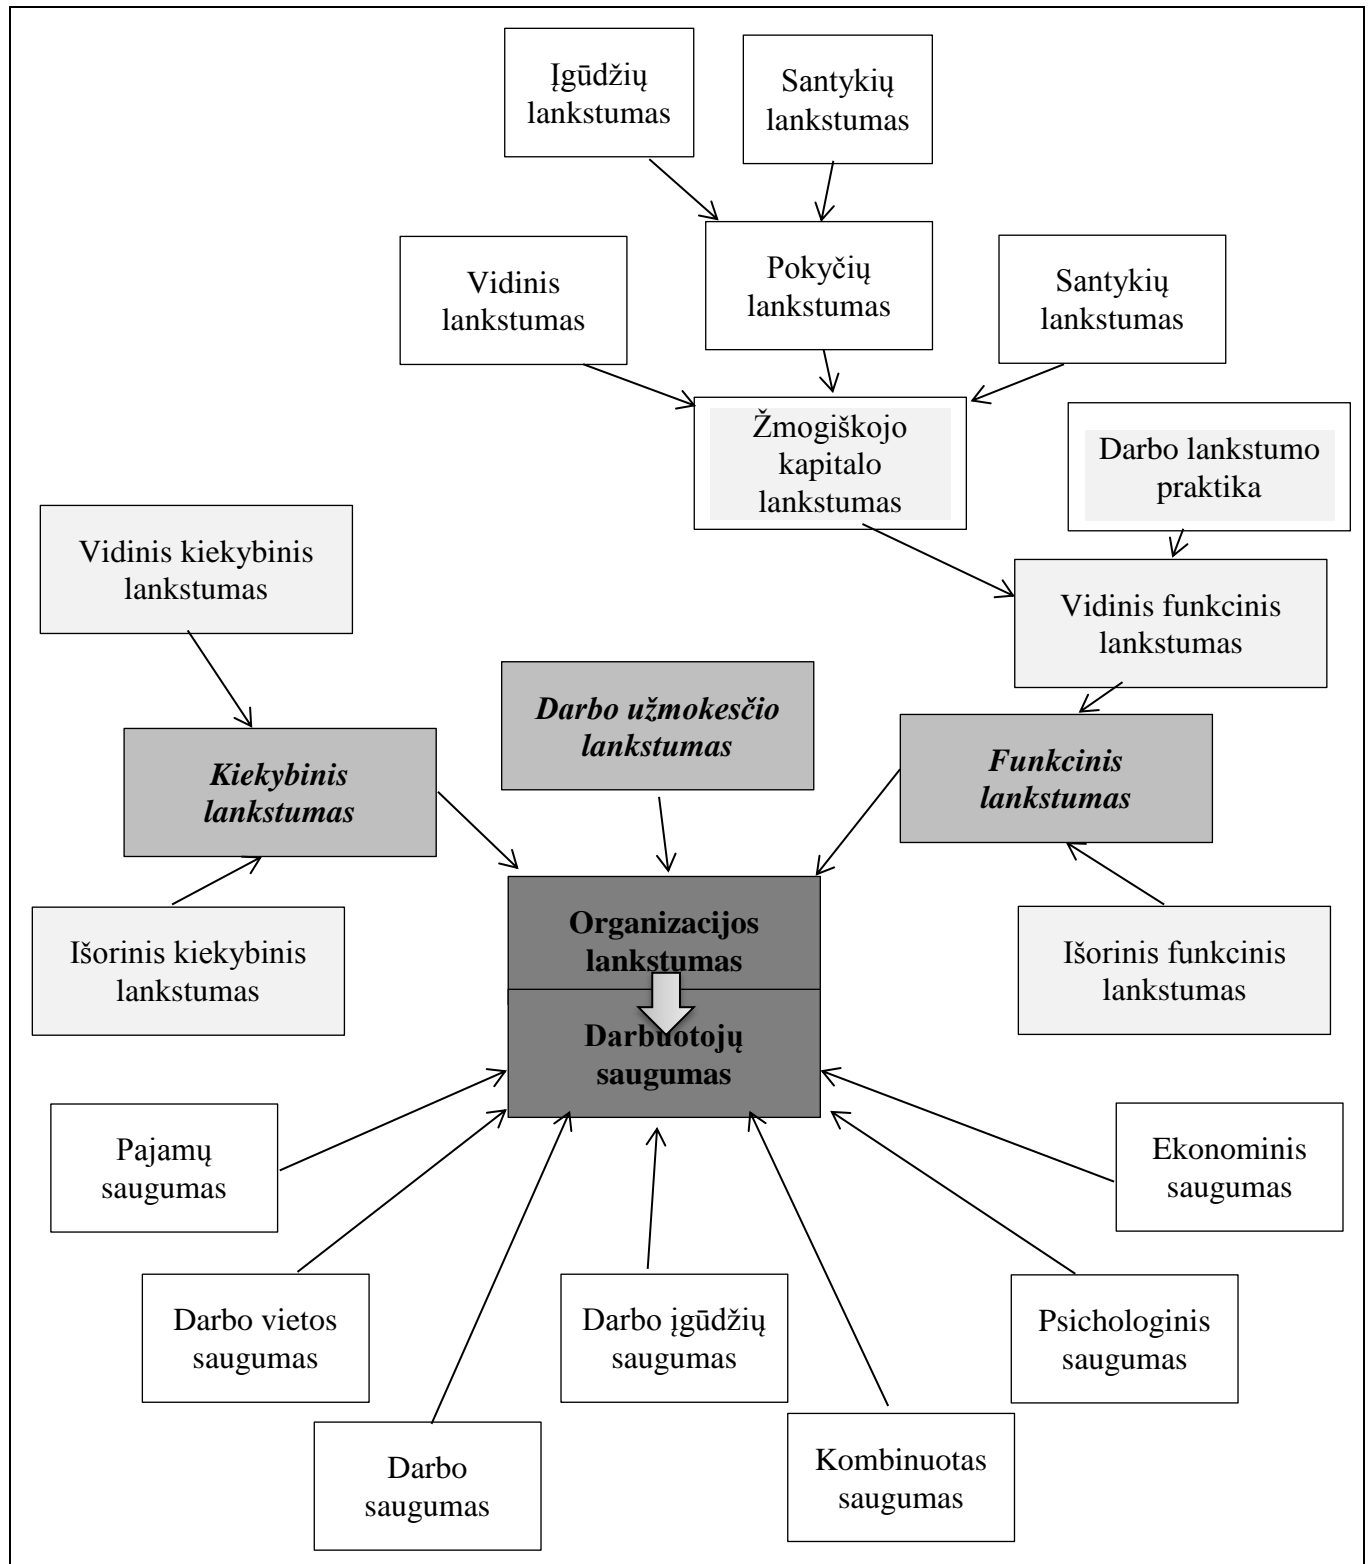 Įgūdžių
lankstumas
Santykių
lankstumas
Vidinis
lankstumas
Pokyčių
lankstumas
Santykių
lankstumas
Žmogiškojo
kapitalo
lankstumas
Darbo lankstumo
praktika
Vidinis kiekybinis
lankstumas
Vidinis funkcinis
lankstumas
Darbo užmokesčio
lankstumas
Kiekybinis
lankstumas
Funkcinis
lankstumas
Organizacijos
lankstumas
Išorinis kiekybinis
lankstumas
Išorinis funkcinis
lankstumas
Darbuotojų
saugumas
Pajamų
saugumas
Ekonominis
saugumas
Darbo vietos
saugumas
Darbo įgūdžių
saugumas
Psichologinis
saugumas
Darbo
saugumas
Kombinuotas
saugumas